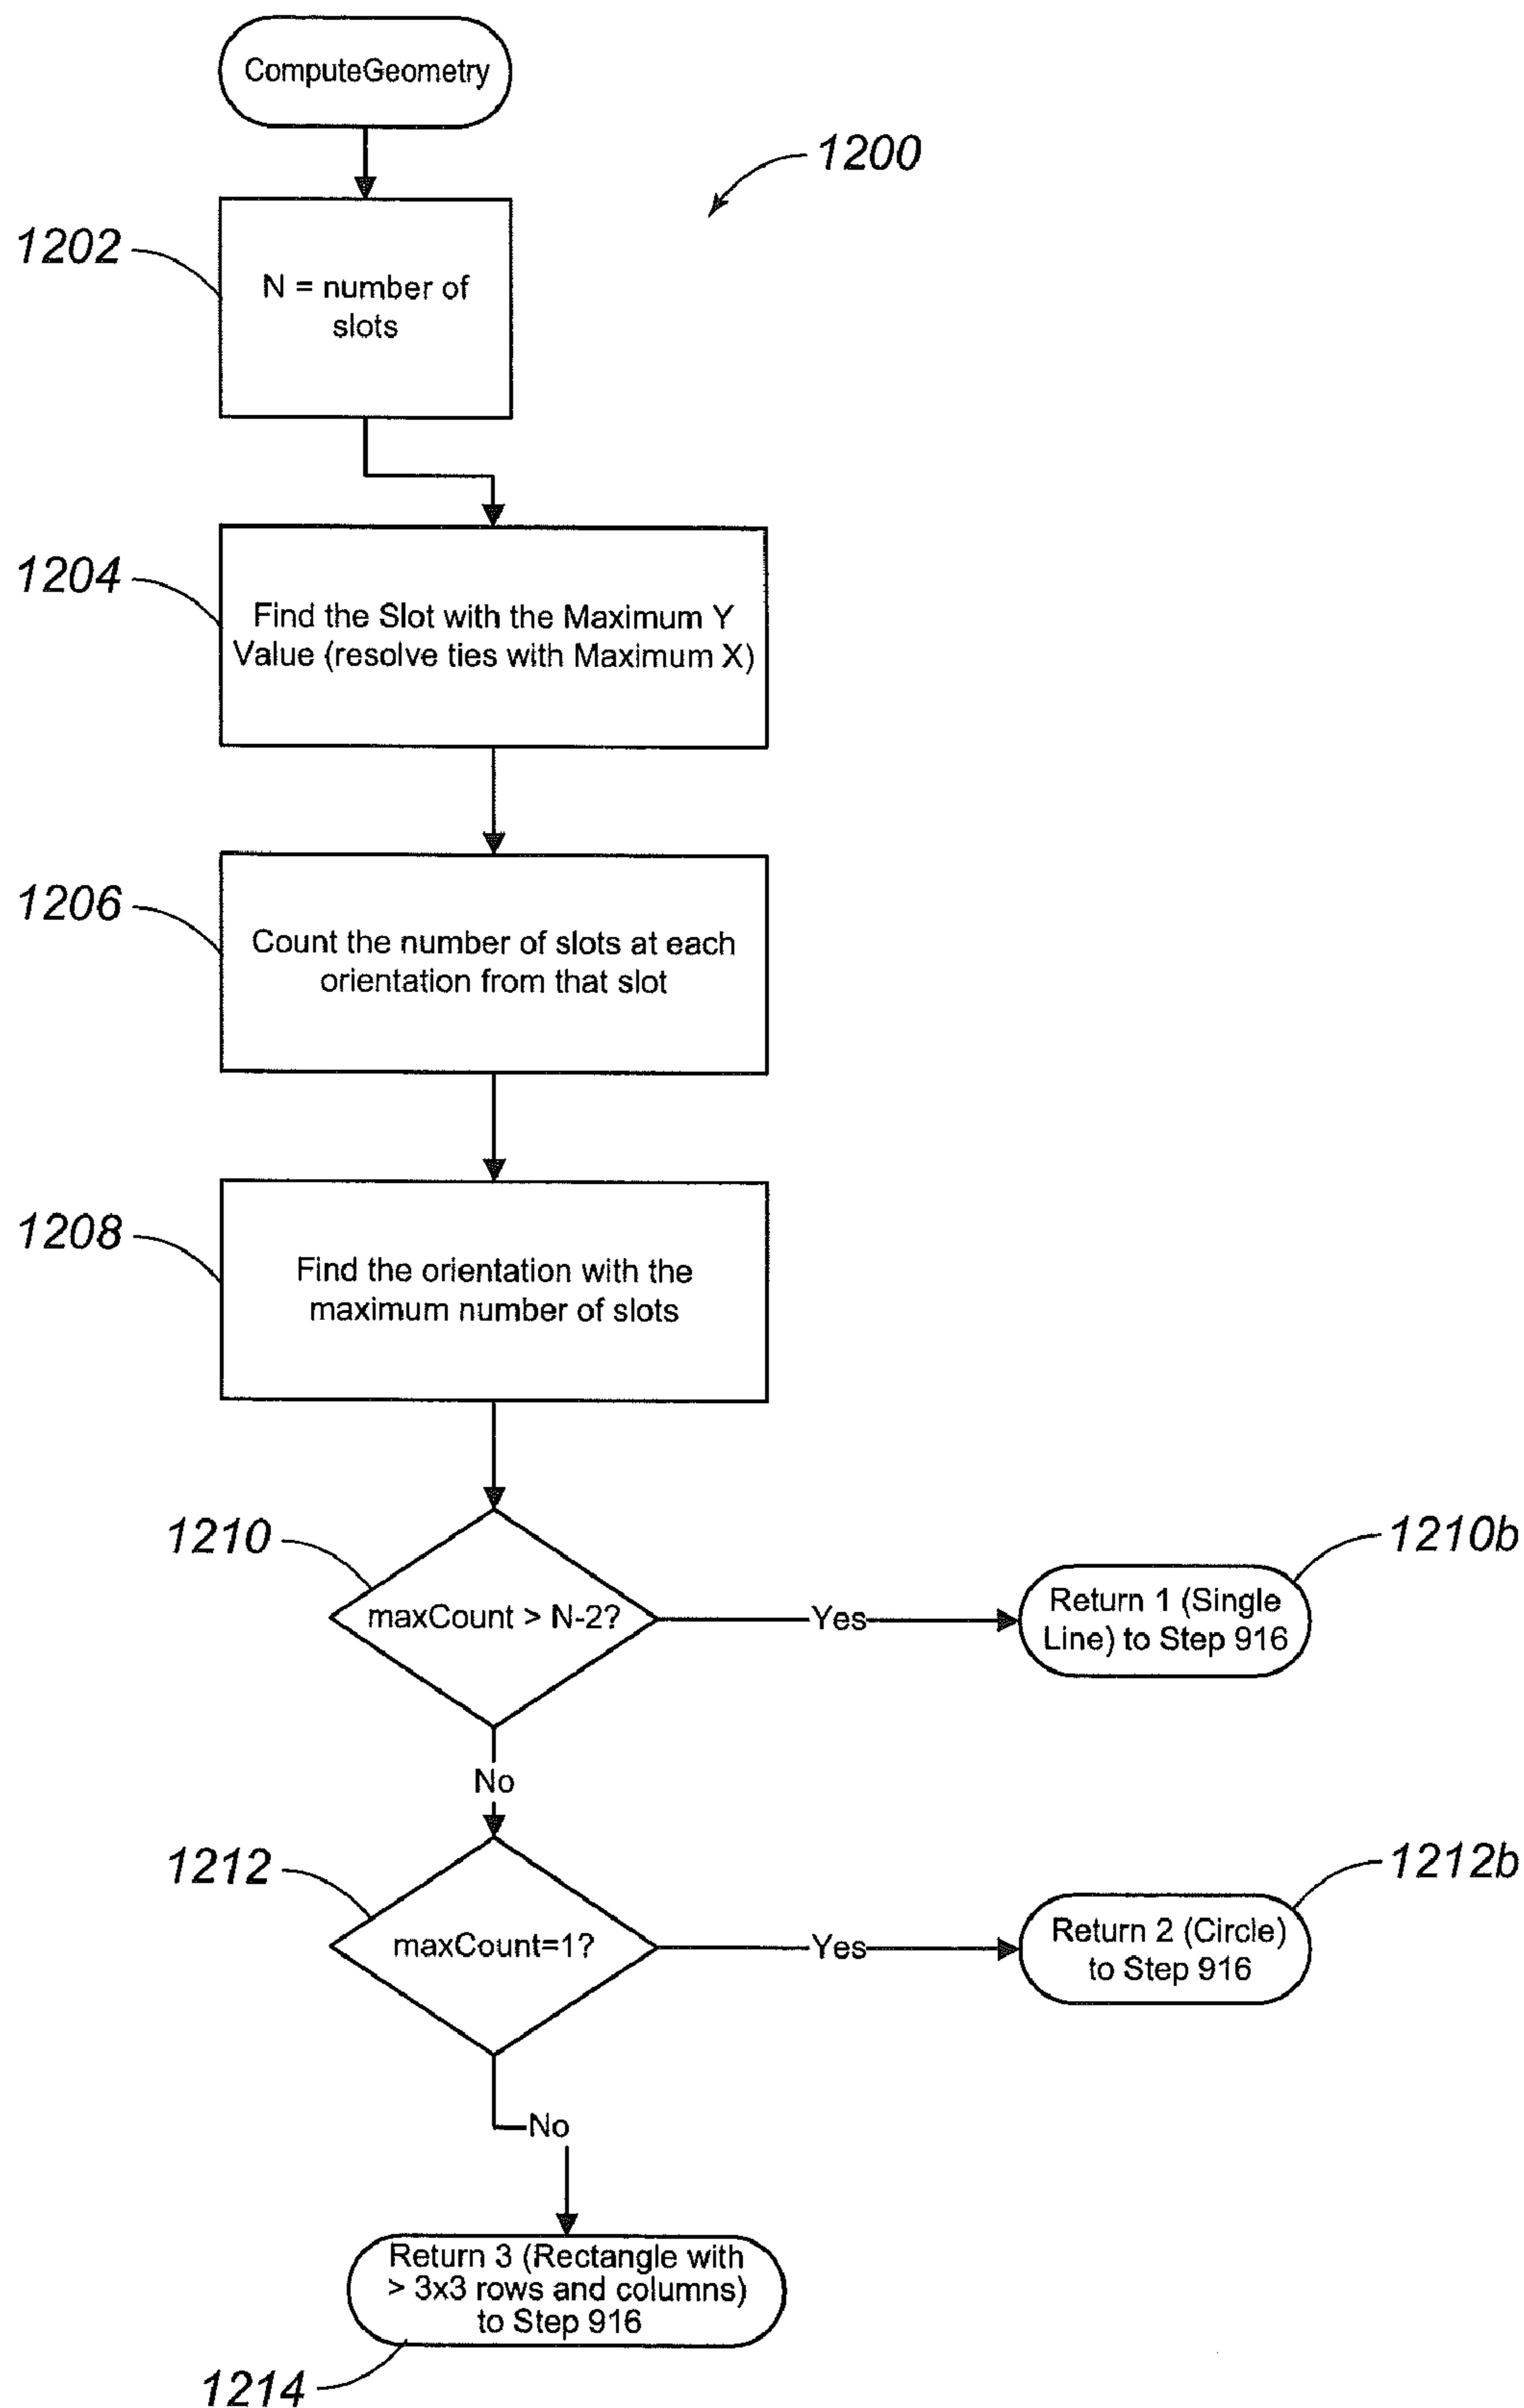 ComputeGeometry
1200
1202
N = number of
slots
1204
Find the Slot with the Maximum Y
Value (resolve ties with Maximum X)
1206
Count the number of slots at each
orientation from that slot
1208
Find the orientation with the
maximum number of slots
1210
maxCount > N-2?
Yes
1210b
Return 1 (Single
Line) to Step 916
No
1212
maxCount=1?
Yes
1212b
Return 2 (Circle)
to Step 916
No
Return 3 (Rectangle with
> 3x3 rows and columns)
to Step 916
1214